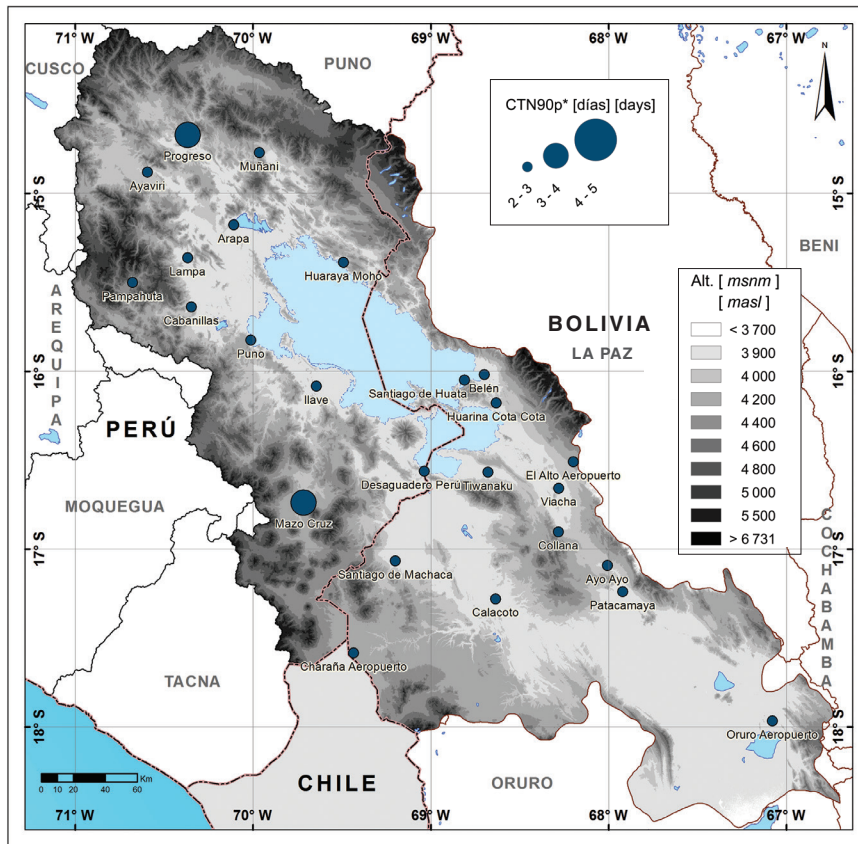 71° W
70° W
69° W
68° W
67° W
CUSCO
PUNO
N
CTN90p* [días] [days]
2 - 3
3 - 4
4 - 5
Progreso
Muñani
Ayaviri
15° S
15° S
Arapa
BENI
Lampa
Huaraya Moho
Alt. [ msnm ]
[ masl ]
< 3 700
3 900
4 000
4 200
4 400
4 600
4 800
5 000
5 500
> 6 731
Pampahuta
Cabanillas
AREQUIPA
BOLIVIA
LA PAZ
Puno
16° S
16° S
Ilave
Santiago de Huata
Belén
Huarina Cota Cota
PERÚ
Desaguadero Perú
Tiwanaku
El Alto Aeropuerto
Viacha
MOQUEGUA
Mazo Cruz
COCHABAMBA
17° S
17° S
Collana
Santiago de Machaca
Ayo Ayo
Calacoto
Patacamaya
Charaña Aeropuerto
TACNA
18° S
18° S
Oruro Aeropuerto
Km
0 10 20 40 60
CHILE
ORURO
71° W
70° W
69° W
68° W
67° W